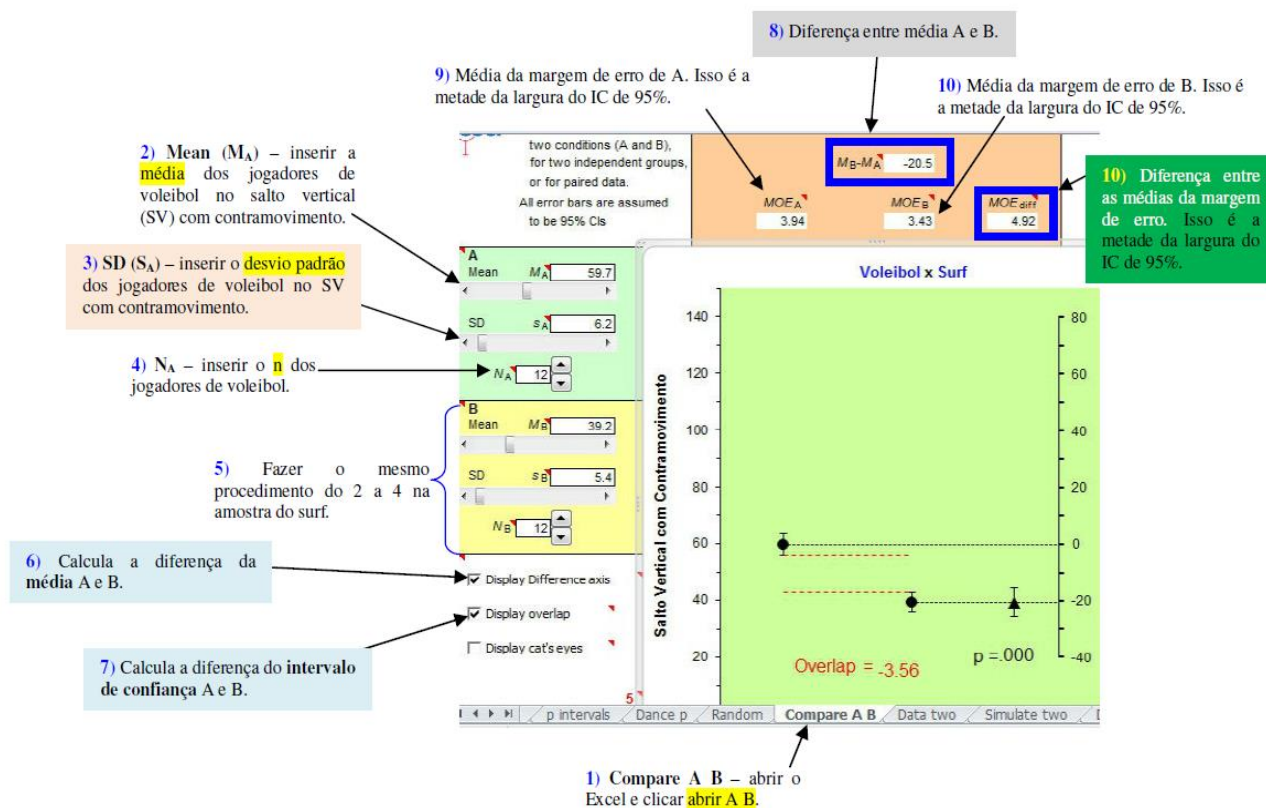 8) Diferença entre média A e B.
9) Média da margem de erro de A. Isso é a
metade da largura do IC de 95%.
10) Média da margem de erro de B. Isso é
a metade da largura do IC de 95%.
2) Mean (MA) – inserir a
média dos jogadores de
voleibol no salto vertical
(SV) com contramovimento.
two conditions (A and B),
for two independent groups,
or for paired data.
All error bars are assumed
to be 95% CIs
MB-MA -20.5
MOEA MOEB MOEdiff
3.94 3.43 4.92
10) Diferença entre
as médias da margem
de erro. Isso é a
metade da largura do
IC de 95%.
3) SD (SA) – inserir o desvio padrão
dos jogadores de voleibol no SV
com contramovimento.
4) NA – inserir o n dos
jogadores de voleibol.
A
Mean MA 59.7
SD sA 6.2
NA 12
B
Mean MB 39.2
SD sB 5.4
NB 12
5) Fazer o mesmo
procedimento do 2 a 4 na
amostra do surf.
6) Calcula a diferença da
média A e B.
7) Calcula a diferença do intervalo
de confiança A e B.
Display Difference axis
Display overlap
Display cat's eyes
5
Voleibol x Surf
Salto Vertical com Contramovimento
140
120
100
80
60
40
20
80
60
40
20
0
-20
-40
Overlap = -3.56
p =.000
p intervals Dance p Random Compare A B Data two Simulate two
1) Compare A B – abrir o
Excel e clicar abrir A B.